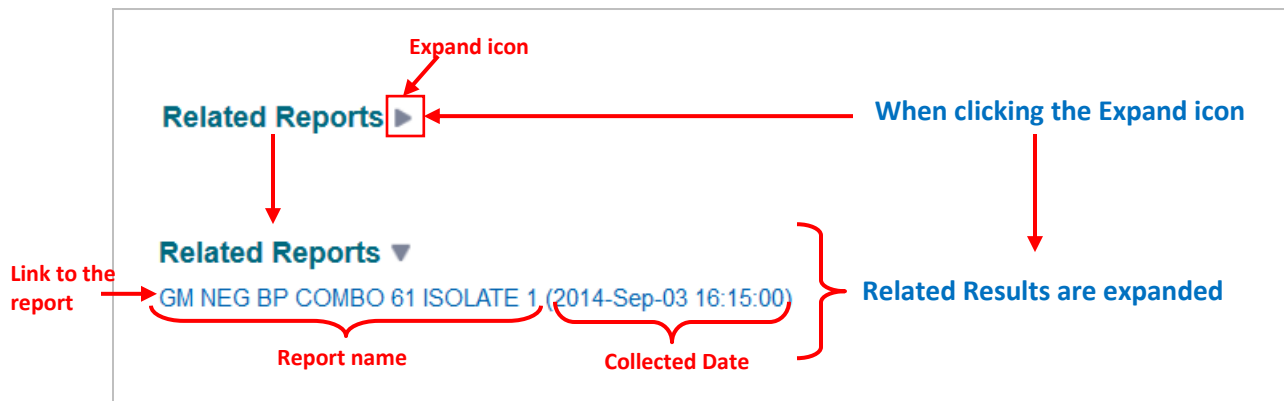 Expand icon
Related Reports
When clicking the Expand icon
Related Reports
Link to the
report
GM NEG BP COMBO 61 ISOLATE 1 (2014-Sep-03 16:15:00)
Related Results are expanded
Report name
Collected Date